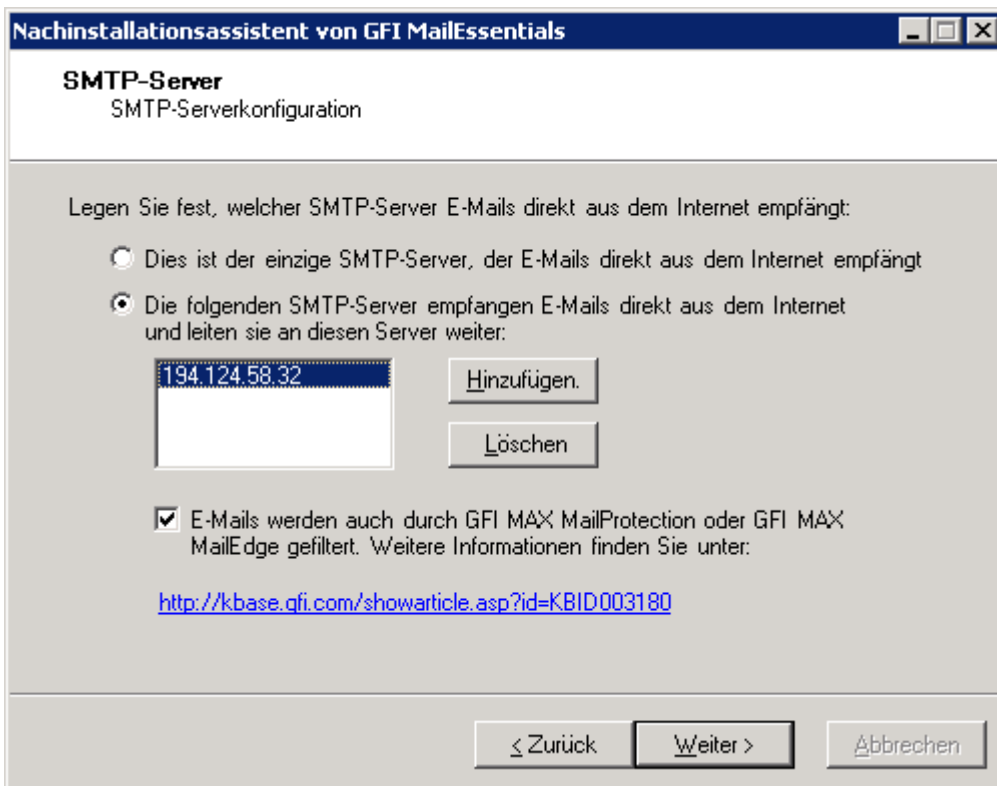 Nachinstallationsassistent von GFI MailEssentials
SMTP-Server
SMTP-Serverkonfiguration
Legen Sie fest, welcher SMTP-Server E-Mails direkt aus dem Internet empfängt:
Dies ist der einzige SMTP-Server, der E-Mails direkt aus dem Internet empfängt
Die folgenden SMTP-Server empfangen E-Mails direkt aus dem Internet
und leiten sie an diesen Server weiter:
194.124.58.32
Hinzufügen.
Löschen
E-Mails werden auch durch GFI MAX MailProtection oder GFI MAX
MailEdge gefiltert. Weitere Informationen finden Sie unter:
http://kbase.gfi.com/showarticle.asp?id=KBID003180
< Zurück
Weiter >
Abbrechen